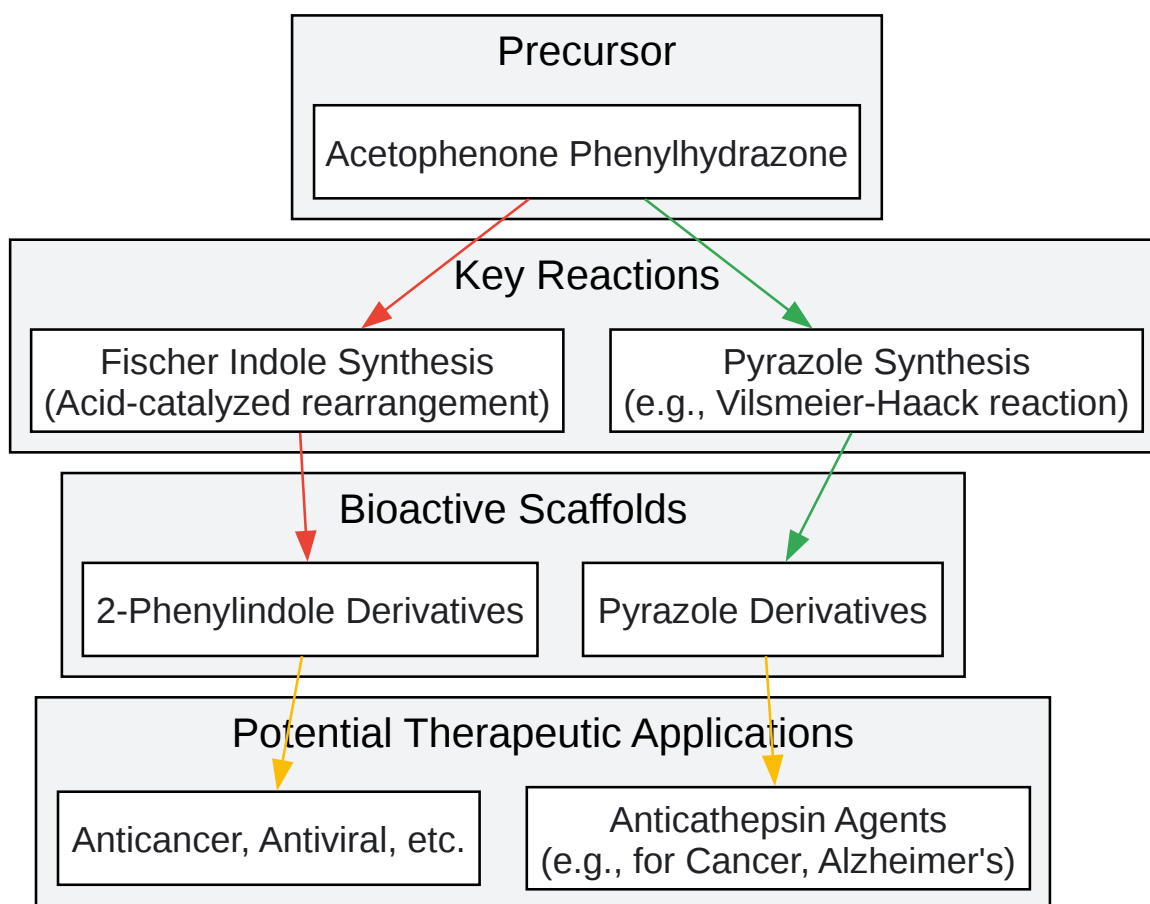 Precursor
Acetophenone Phenylhydrazone
Key Reactions
Fischer Indole Synthesis
(Acid-catalyzed rearrangement)
Pyrazole Synthesis
(e.g., Vilsmeier-Haack reaction)
Bioactive Scaffolds
2-Phenylindole Derivatives
Pyrazole Derivatives
Potential Therapeutic Applications
Anticancer, Antiviral, etc.
Anticathepsin Agents
(e.g., for Cancer, Alzheimer's)